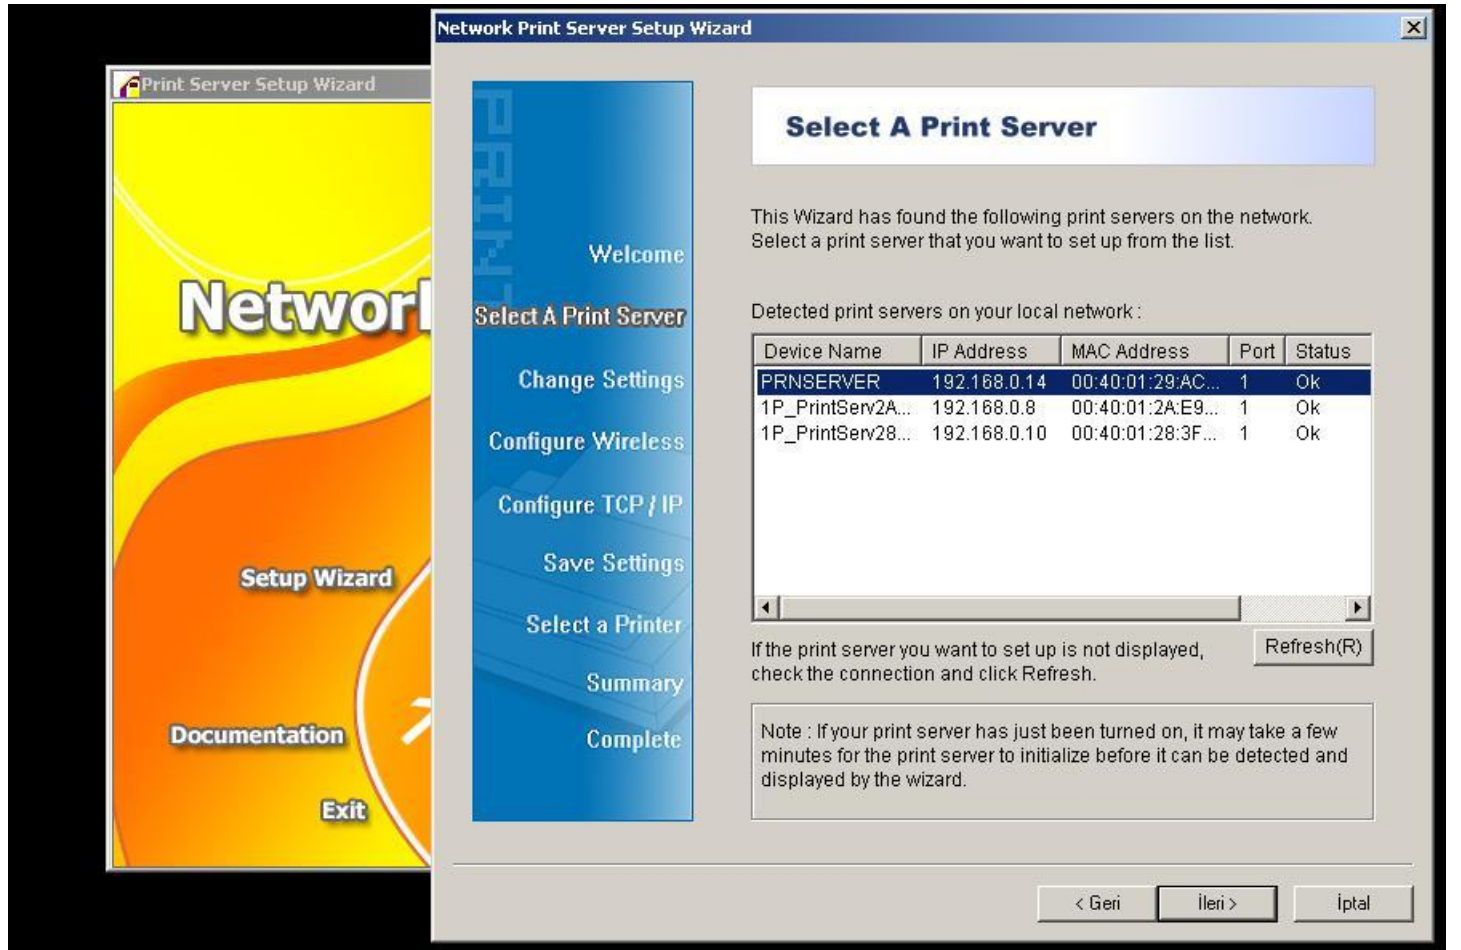 Network Print Server Setup Wizard
Print Server Setup Wizard
Network
Setup Wizard
Documentation
Exit
PRINT
Welcome
Select A Print Server
Change Settings
Configure Wireless
Configure TCP / IP
Save Settings
Select a Printer
Summary
Complete
Select A Print Server
This Wizard has found the following print servers on the network.
Select a print server that you want to set up from the list.
Detected print servers on your local network :
Device Name IP Address MAC Address Port Status
PRNSERVER 192.168.0.14 00:40:01:29:AC... 1 Ok
1P_PrintServ2A... 192.168.0.8 00:40:01:2A:E9... 1 Ok
1P_PrintServ28... 192.168.0.10 00:40:01:28:3F... 1 Ok
If the print server you want to set up is not displayed,
check the connection and click Refresh.
Refresh(R)
Note : If your print server has just been turned on, it may take a few
minutes for the print server to initialize before it can be detected and
displayed by the wizard.
< Geri
İleri >
İptal